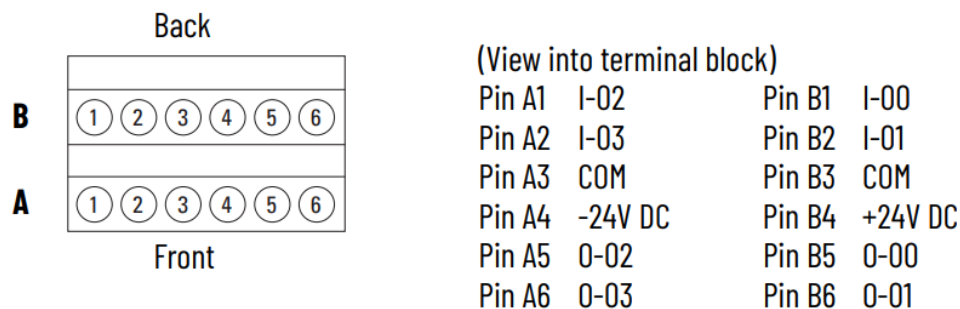 Back
B 1 2 3 4 5 6
A 1 2 3 4 5 6
Front
(View into terminal block)
Pin A1 I-02 Pin B1 I-00
Pin A2 I-03 Pin B2 I-01
Pin A3 COM Pin B3 COM
Pin A4 -24V DC Pin B4 +24V DC
Pin A5 O-02 Pin B5 O-00
Pin A6 O-03 Pin B6 O-01